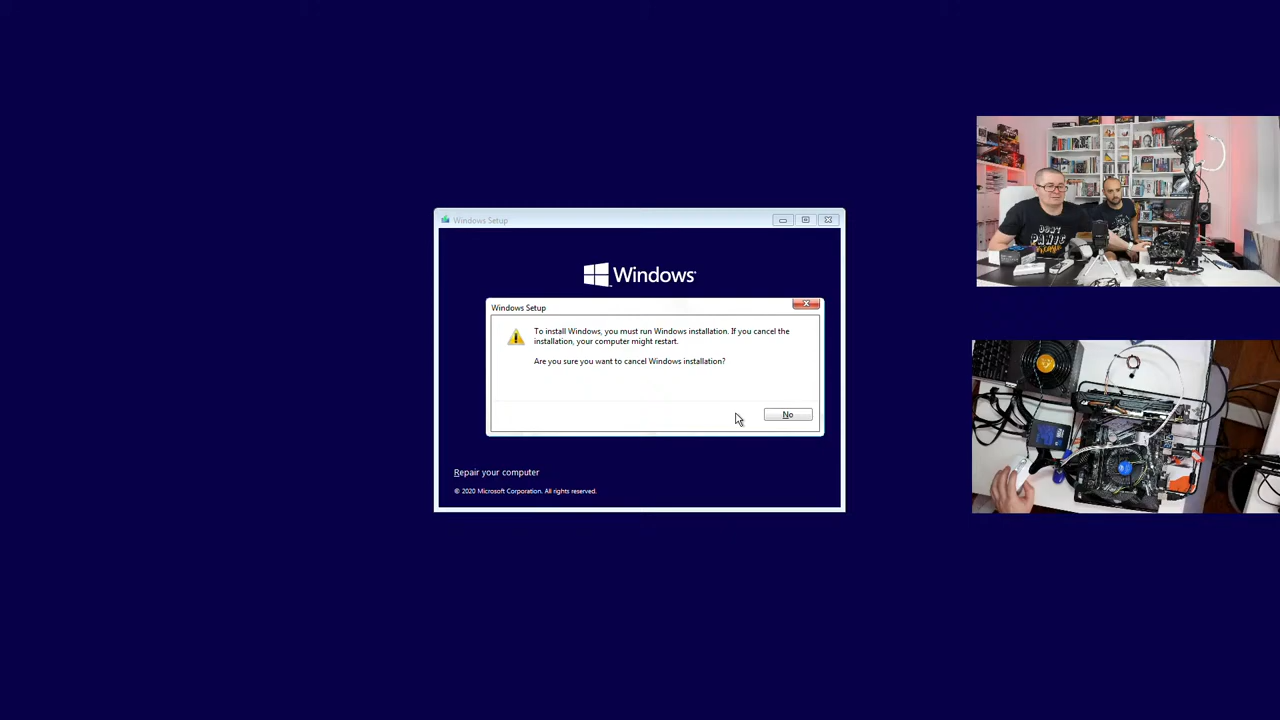 Windows Setup
Windows
Windows Setup
To install Windows, you must run Windows installation. If you cancel the
installation, your computer might restart.
Are you sure you want to cancel Windows installation?
No
Repair your computer
© 2020 Microsoft Corporation. All rights reserved.
DON'T
PANIC